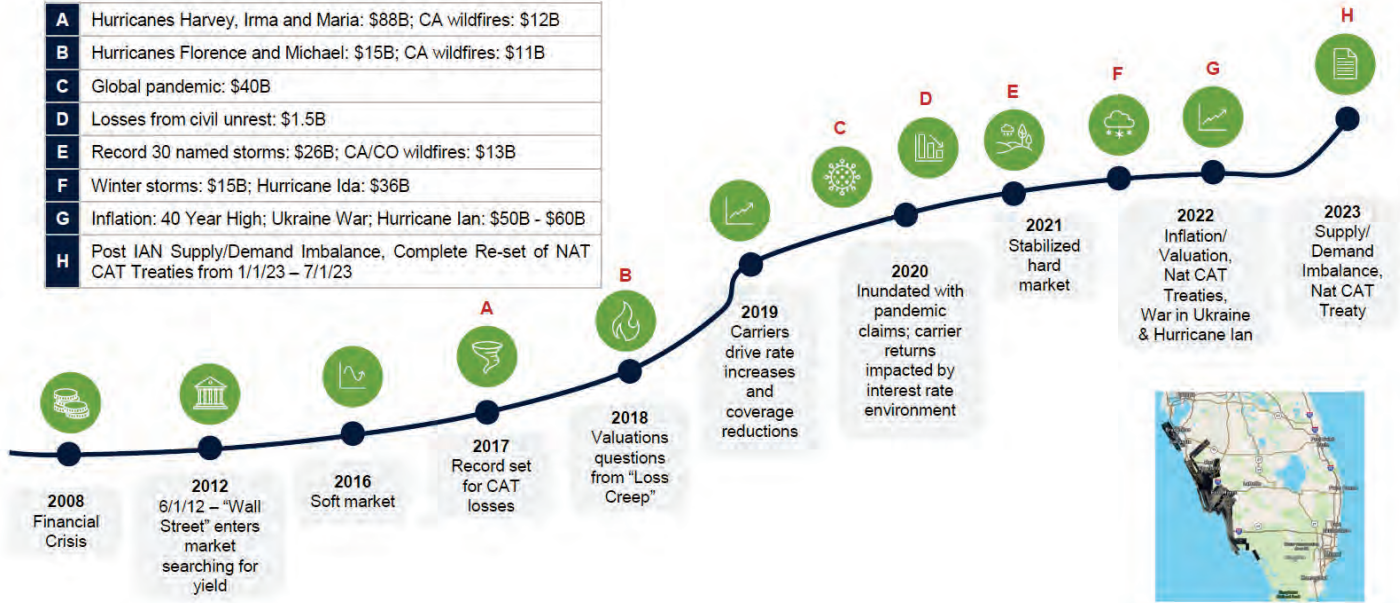 A Hurricanes Harvey, Irma and Maria: $88B; CA wildfires: $12B
B Hurricanes Florence and Michael: $15B; CA wildfires: $11B
C Global pandemic: $40B
D Losses from civil unrest: $1.5B
E Record 30 named storms: $26B; CA/CO wildfires: $13B
F Winter storms: $15B; Hurricane Ida: $36B
G Inflation: 40 Year High; Ukraine War; Hurricane Ian: $50B - $60B
H Post IAN Supply/Demand Imbalance, Complete Re-set of NAT
CAT Treaties from 1/1/23 – 7/1/23
A
B
C
D
E
F
G
H
2008
Financial
Crisis
2012
6/1/12 – “Wall
Street” enters
market
searching for
yield
2016
Soft market
2017
Record set
for CAT
losses
2018
Valuations
questions
from “Loss
Creep”
2019
Carriers
drive rate
increases
and
coverage
reductions
2020
Inundated with
pandemic
claims; carrier
returns
impacted by
interest rate
environment
2021
Stabilized
hard
market
2022
Inflation/
Valuation,
Nat CAT
Treaties,
War in Ukraine
& Hurricane Ian
2023
Supply/
Demand
Imbalance,
Nat CAT
Treaty